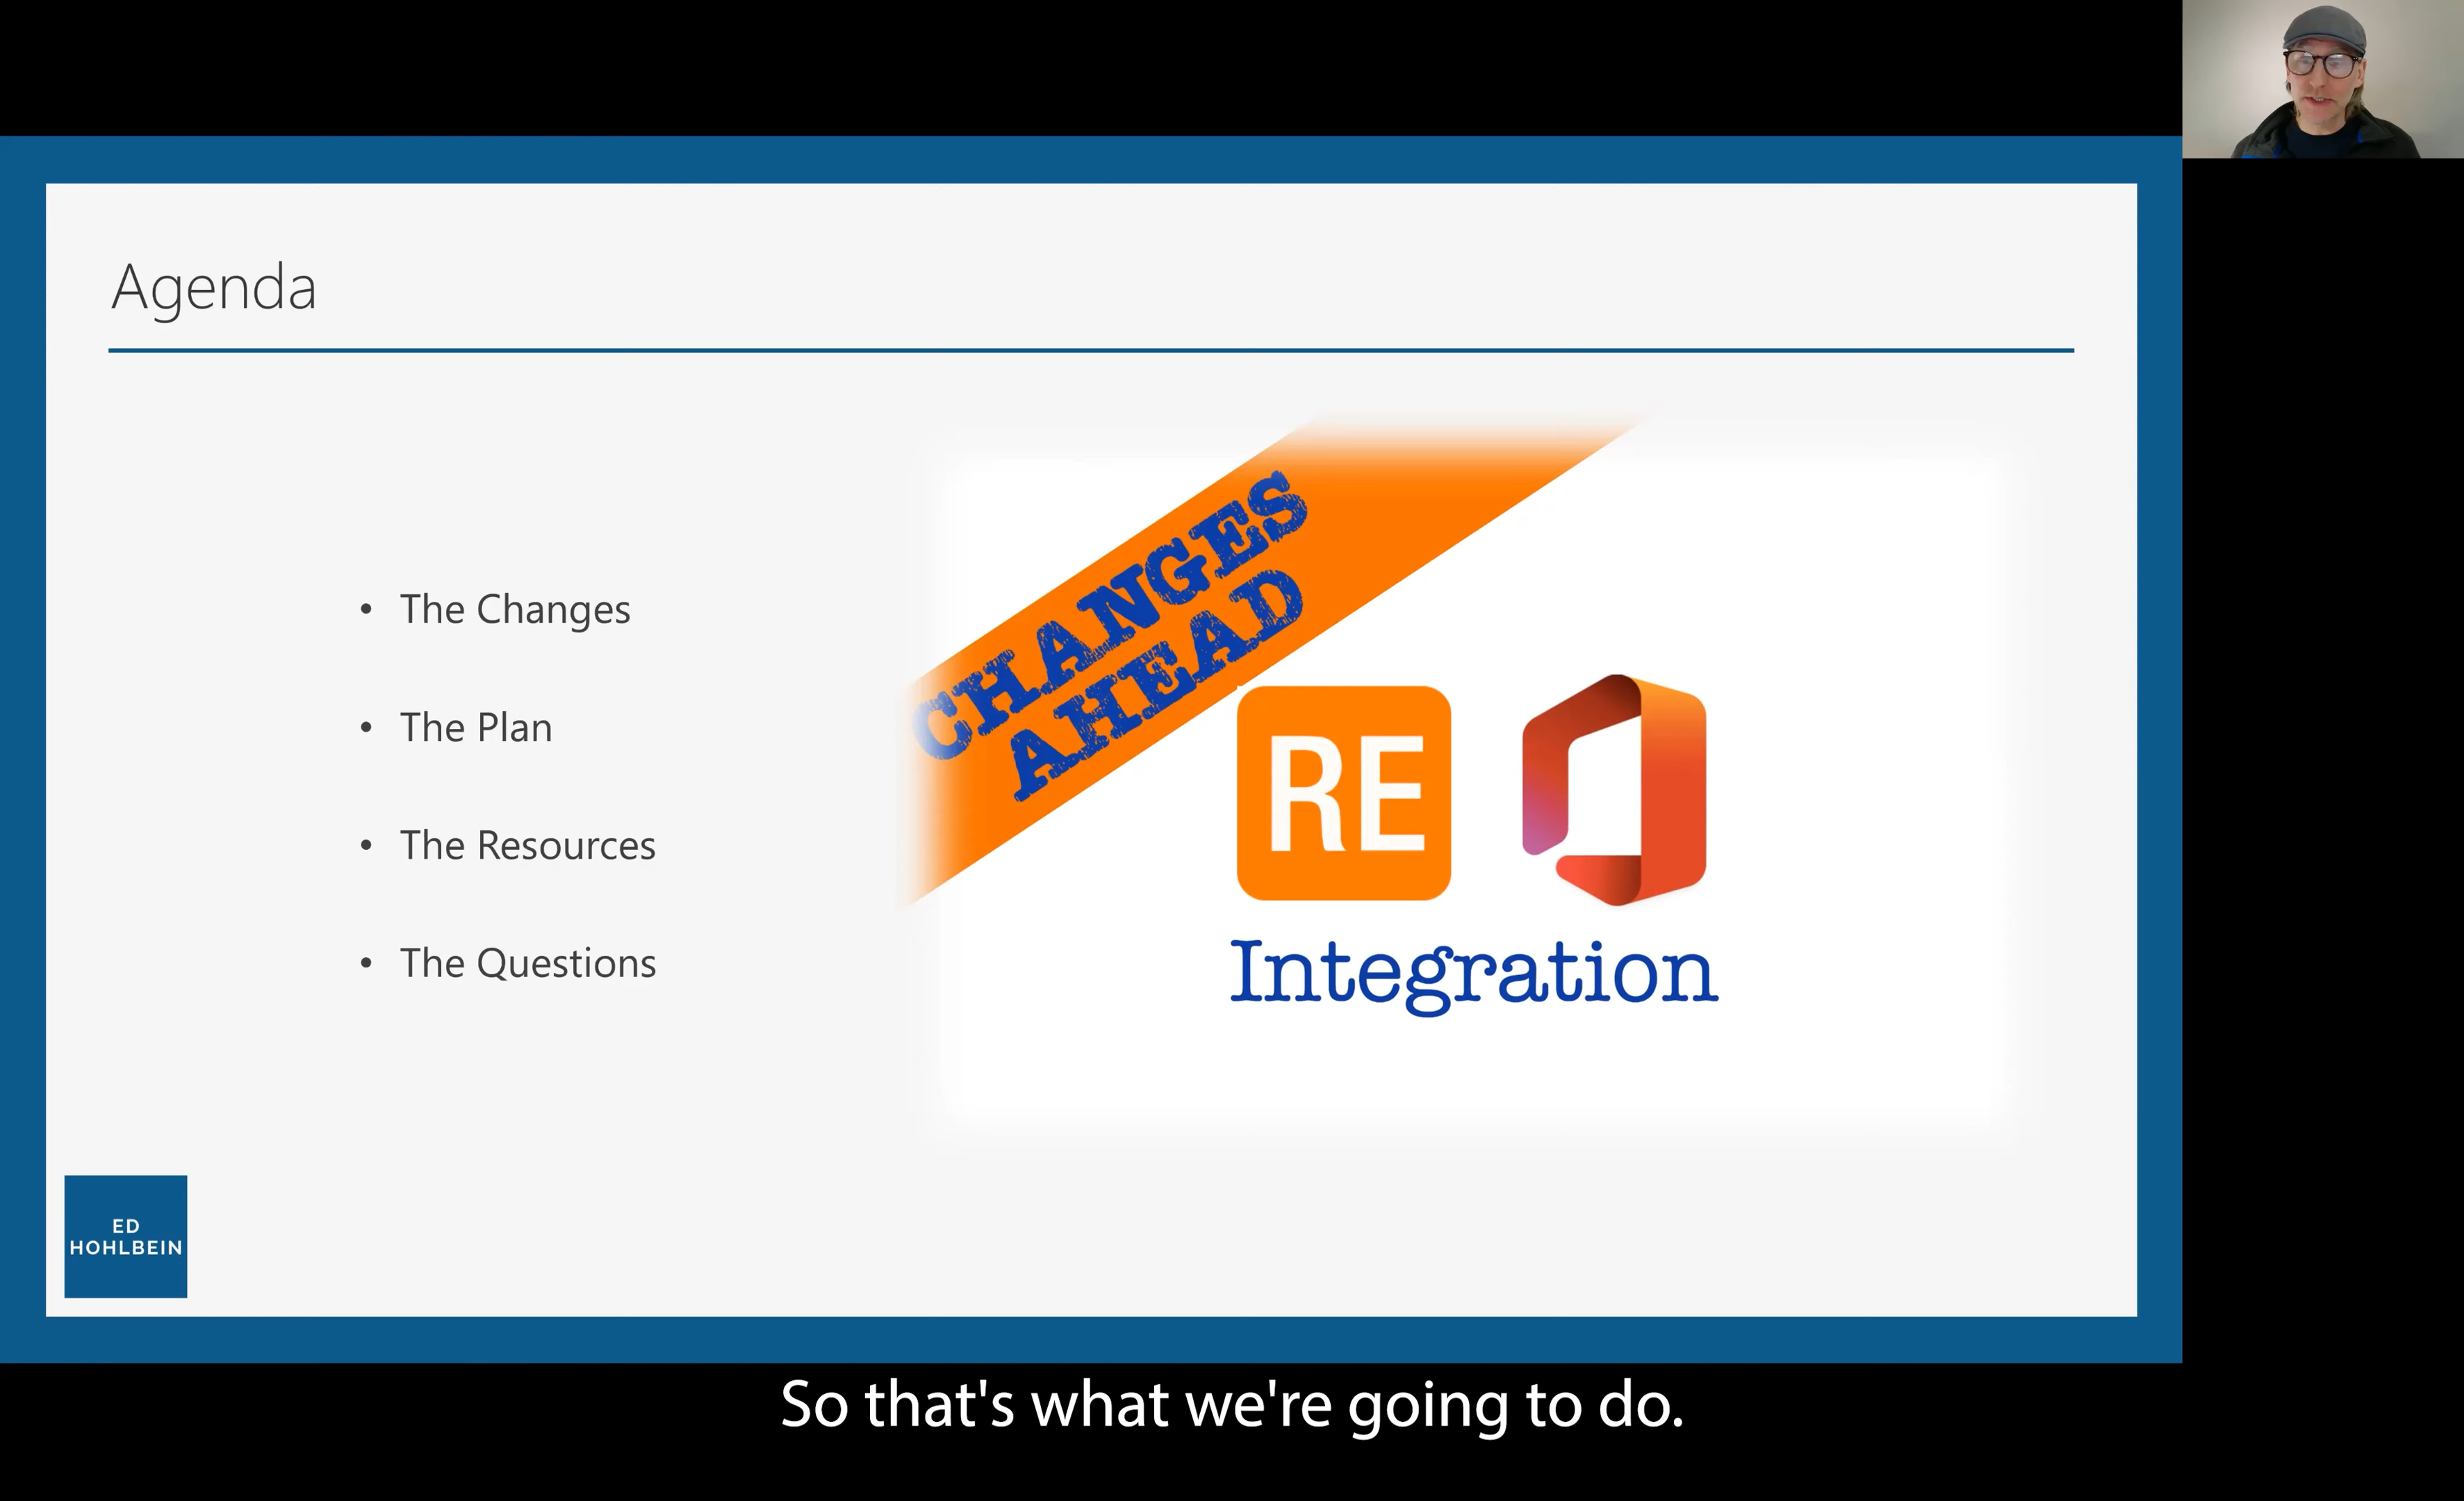 Agenda
• The Changes
• The Plan
• The Resources
• The Questions
CHANGES
AHEAD
RE
Integration
ED
HOHLBEIN
So that's what we're going to do.